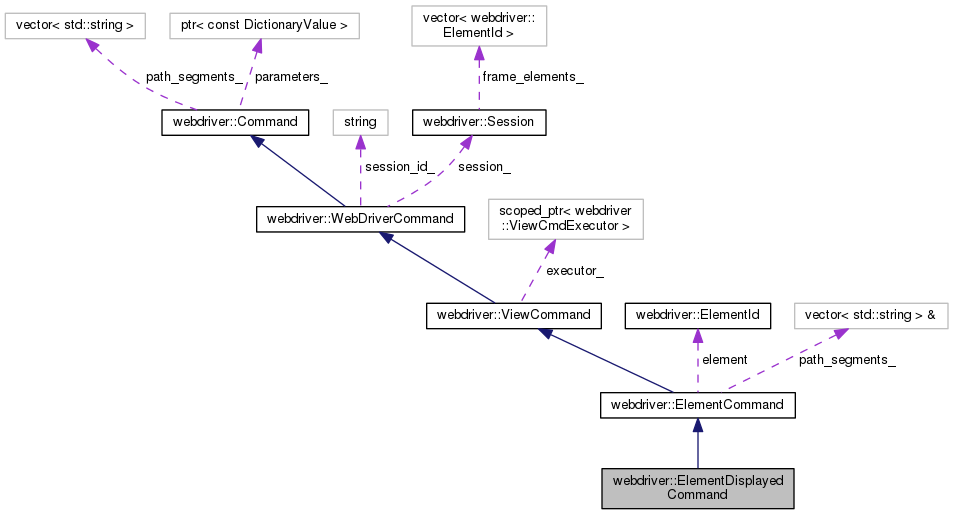 vector< std::string >
ptr< const DictionaryValue >
vector< webdriver::
ElementId >
path_segments_
parameters_
frame_elements_
webdriver::Command
string
webdriver::Session
session_id_
session_
webdriver::WebDriverCommand
scoped_ptr< webdriver
::ViewCmdExecutor >
executor_
webdriver::ViewCommand
webdriver::ElementId
vector< std::string > &
element
path_segments_
webdriver::ElementCommand
webdriver::ElementDisplayed
Command